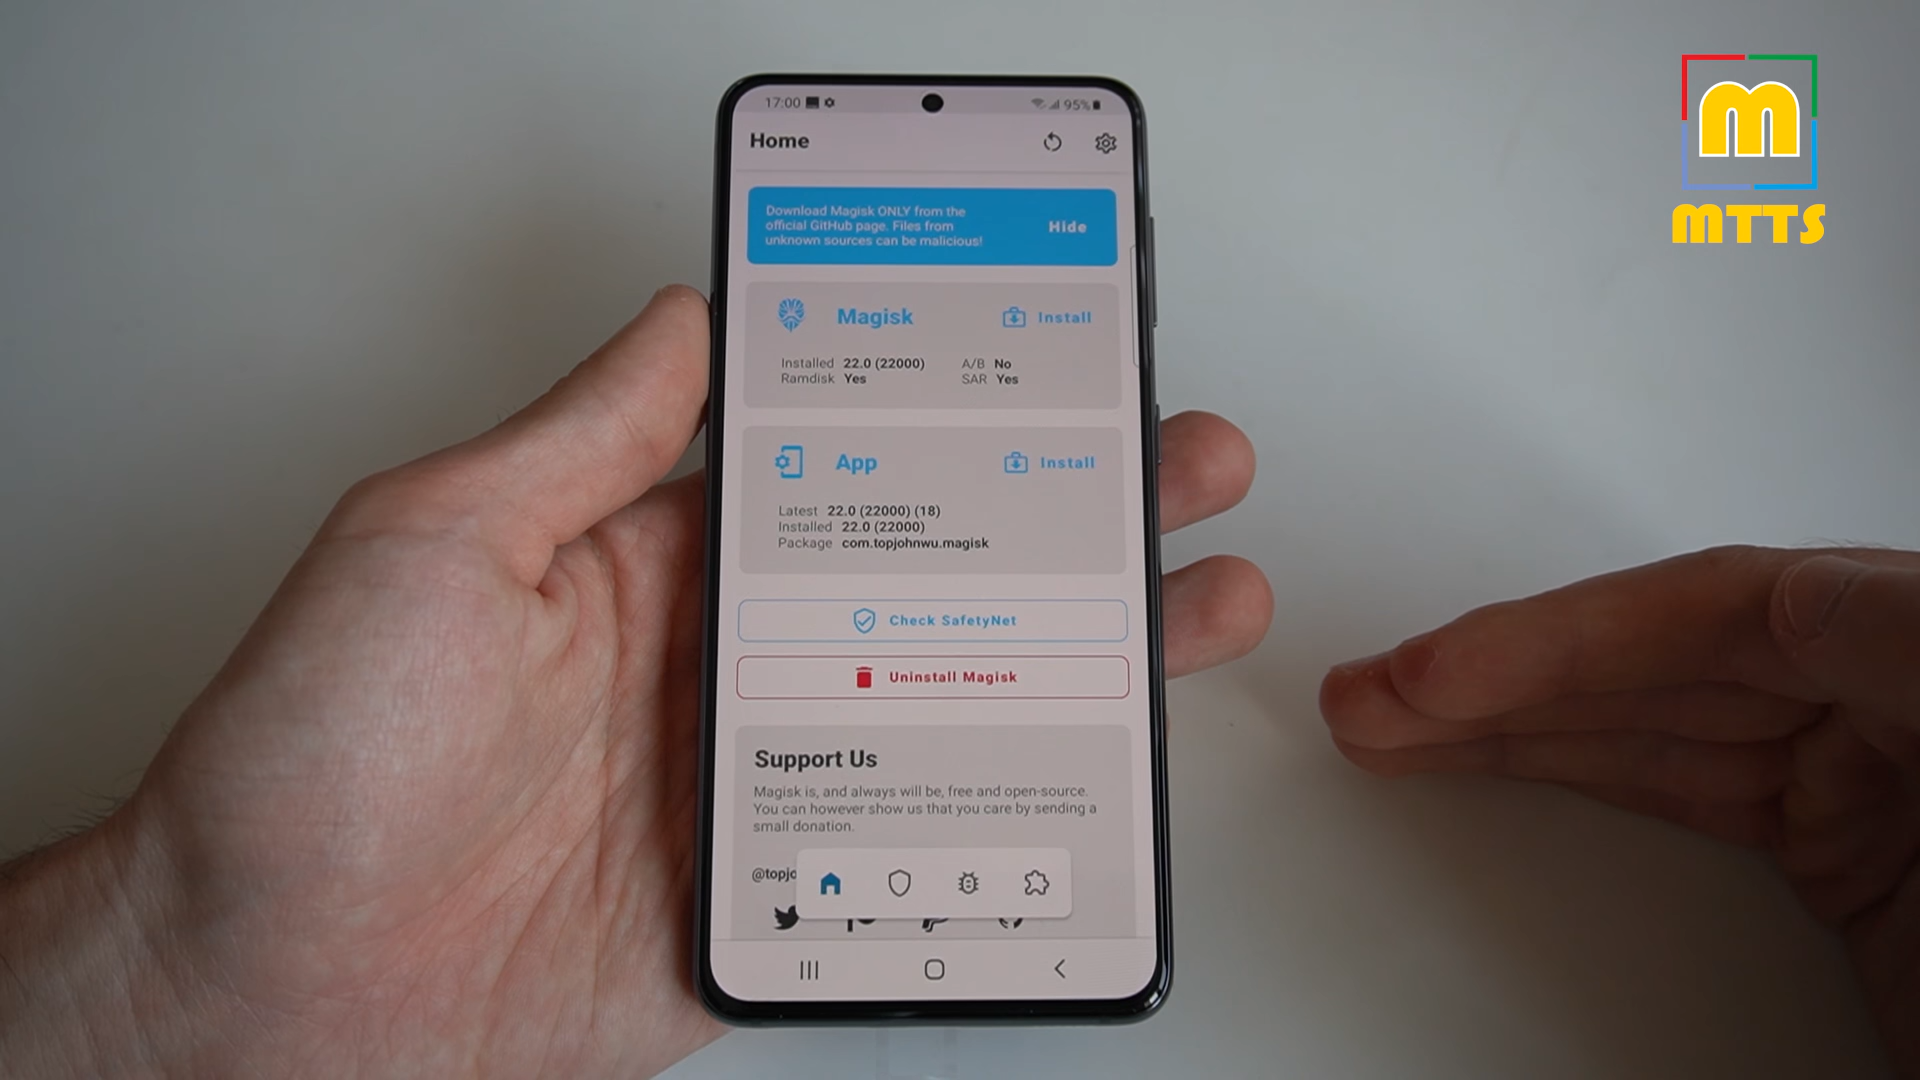 17:00
95%
Home
Download Magisk ONLY from the
official GitHub page. Files from
unknown sources can be malicious!
Hide
Magisk
Install
Installed 22.0 (22000)
A/B No
Ramdisk Yes
SAR Yes
App
Install
Latest 22.0 (22000) (18)
Installed 22.0 (22000)
Package com.topjohnwu.magisk
Check SafetyNet
Uninstall Magisk
Support Us
Magisk is, and always will be, free and open-source.
You can however show us that you care by sending a
small donation.
@topjo
M
MTTS